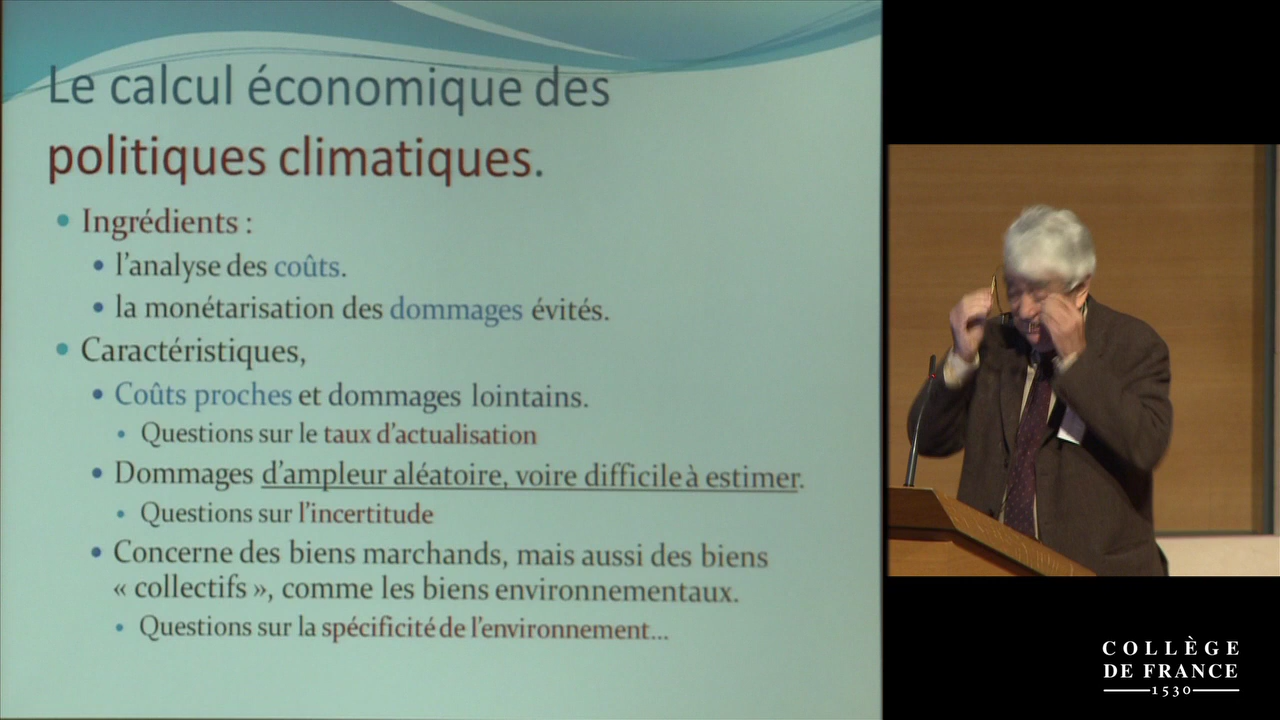 Le calcul économique des
politiques climatiques.
Ingrédients :
l'analyse des coûts.
la monétarisation des dommages évités.
Caractéristiques,
Coûts proches et dommages lointains.
Questions sur le taux d'actualisation
Dommages d'ampleur aléatoire, voire difficile à estimer.
Questions sur l'incertitude
Concerne des biens marchands, mais aussi des biens
« collectifs », comme les biens environnementaux.
Questions sur la spécificité de l'environnement...
COLLÈGE
DE FRANCE
1530